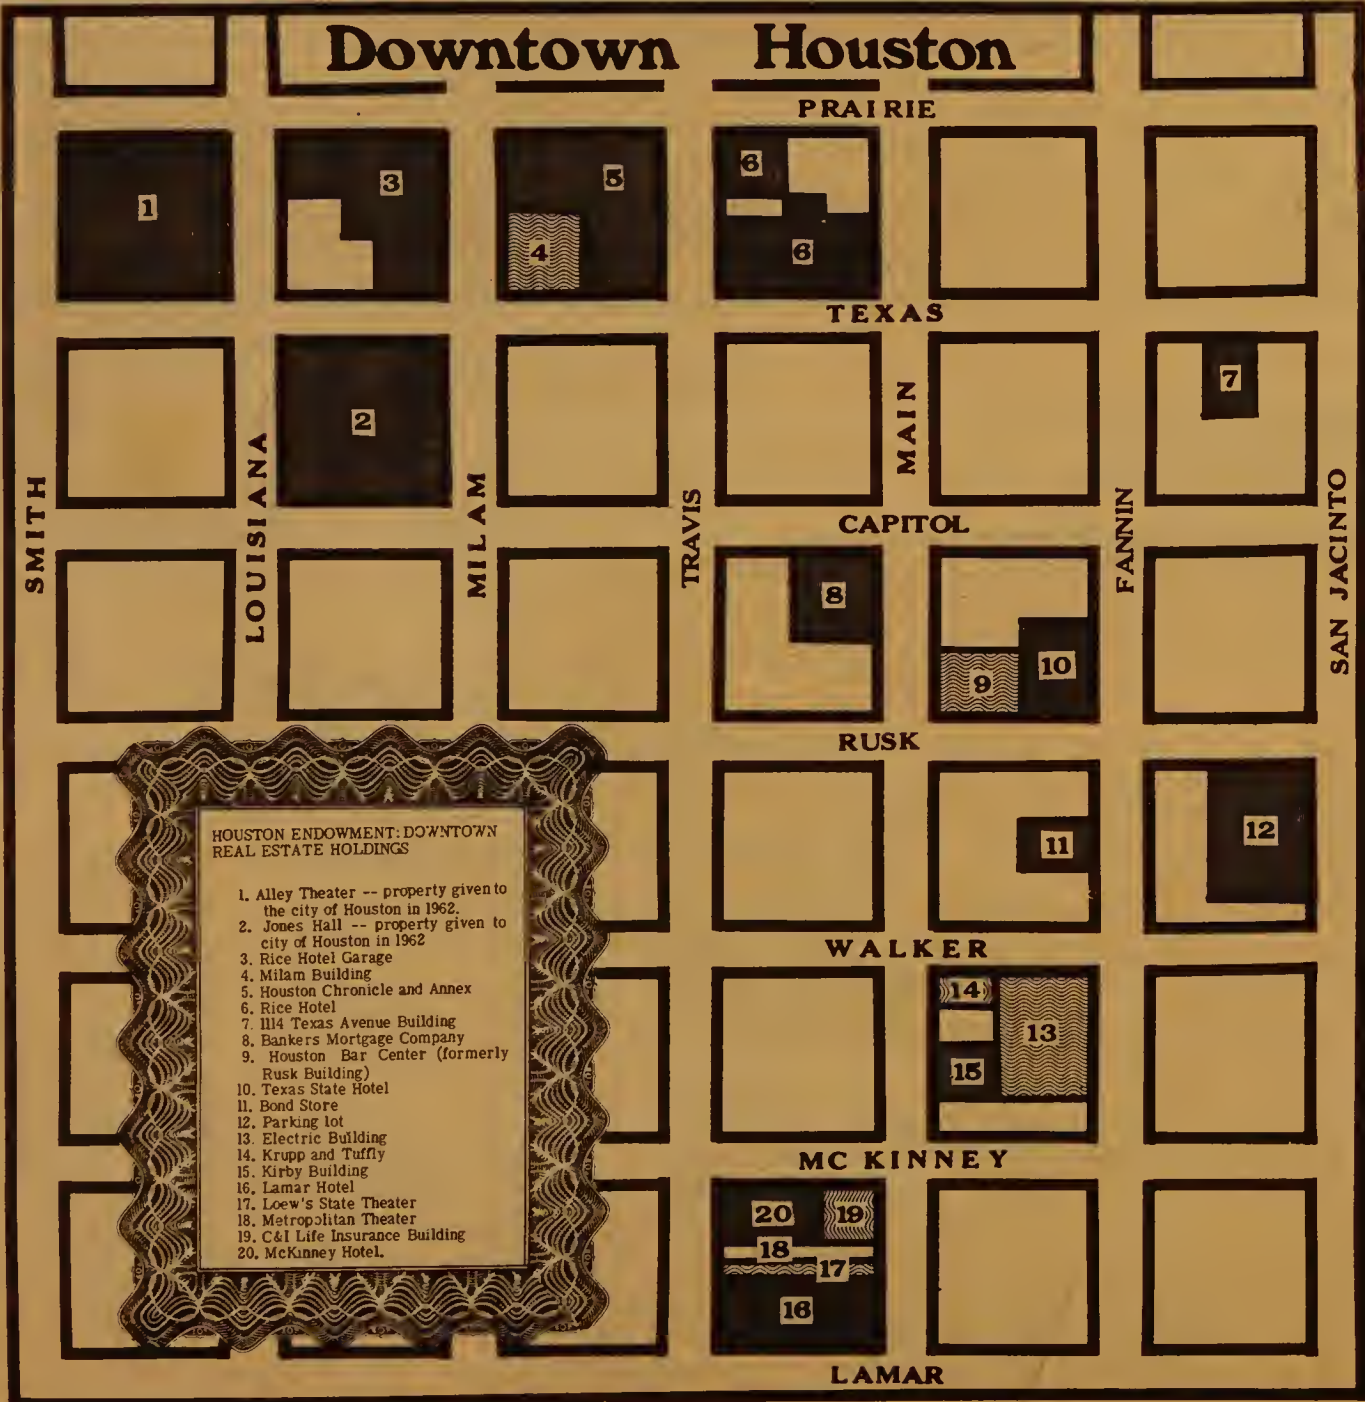 Downtown Houston
PRAIRIE
1
3
5
6
4
6
TEXAS
2
7
SMITH
LOUISIANA
MILAM
TRAVIS
MAIN
FANNIN
SAN JACINTO
CAPITOL
8
9
10
RUSK
11
12
WALKER
14
13
15
MC KINNEY
20
19
18
17
16
LAMAR
HOUSTON ENDOWMENT: DOWNTOWN
REAL ESTATE HOLDINGS
1. Alley Theater -- property given to
the city of Houston in 1962.
2. Jones Hall -- property given to
city of Houston in 1962
3. Rice Hotel Garage
4. Milam Building
5. Houston Chronicle and Annex
6. Rice Hotel
7. 1114 Texas Avenue Building
8. Bankers Mortgage Company
9. Houston Bar Center (formerly
Rusk Building)
10. Texas State Hotel
11. Bond Store
12. Parking lot
13. Electric Building
14. Krupp and Tuffly
15. Kirby Building
16. Lamar Hotel
17. Loew's State Theater
18. Metropolitan Theater
19. C&I Life Insurance Building
20. McKinney Hotel.